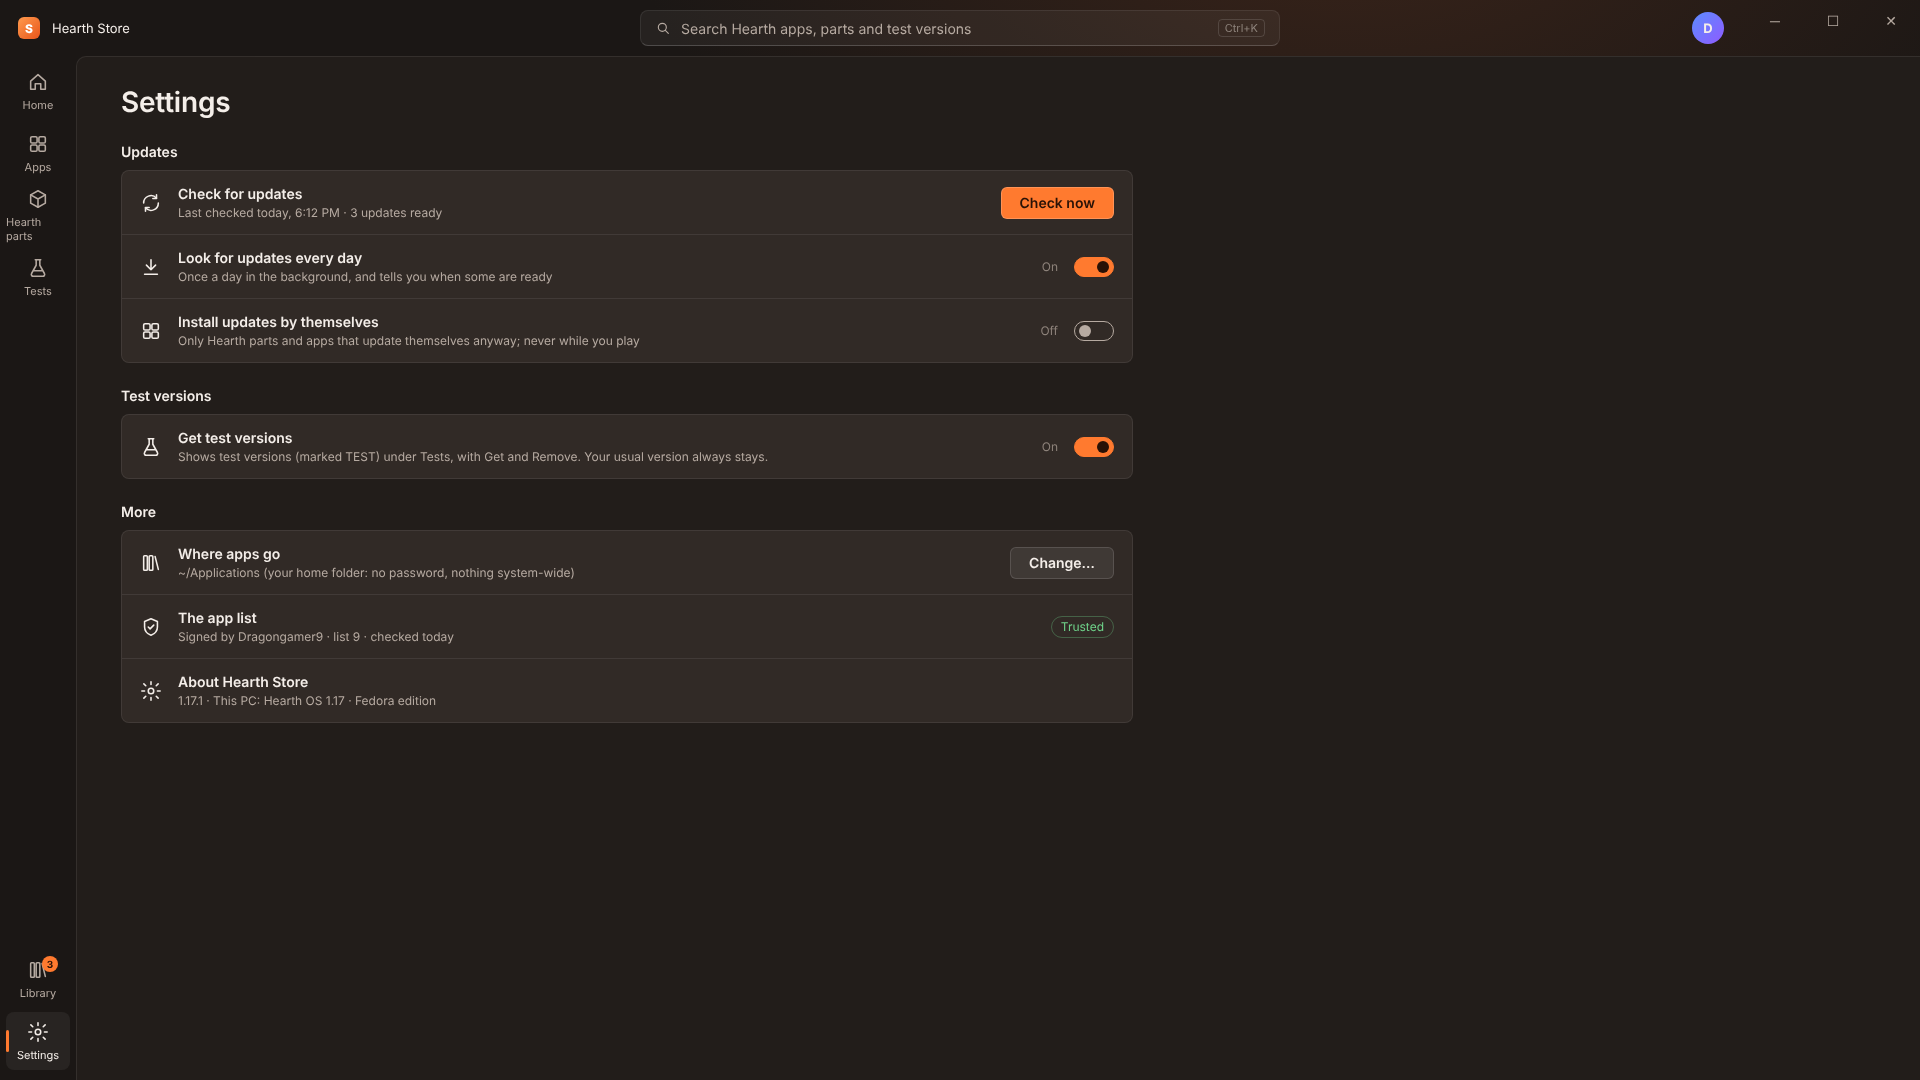 S
Hearth Store
Search Hearth apps, parts and test versions
Ctrl+K
D
Home
Apps
Hearth
parts
Tests
Settings
Updates
Check for updates
Last checked today, 6:12 PM · 3 updates ready
Check now
Look for updates every day
Once a day in the background, and tells you when some are ready
On
Install updates by themselves
Only Hearth parts and apps that update themselves anyway; never while you play
Off
Test versions
Get test versions
Shows test versions (marked TEST) under Tests, with Get and Remove. Your usual version always stays.
On
More
Where apps go
~/Applications (your home folder: no password, nothing system-wide)
Change...
The app list
Signed by Dragongamer9 · list 9 · checked today
Trusted
About Hearth Store
1.17.1 · This PC: Hearth OS 1.17 · Fedora edition
3
Library
Settings